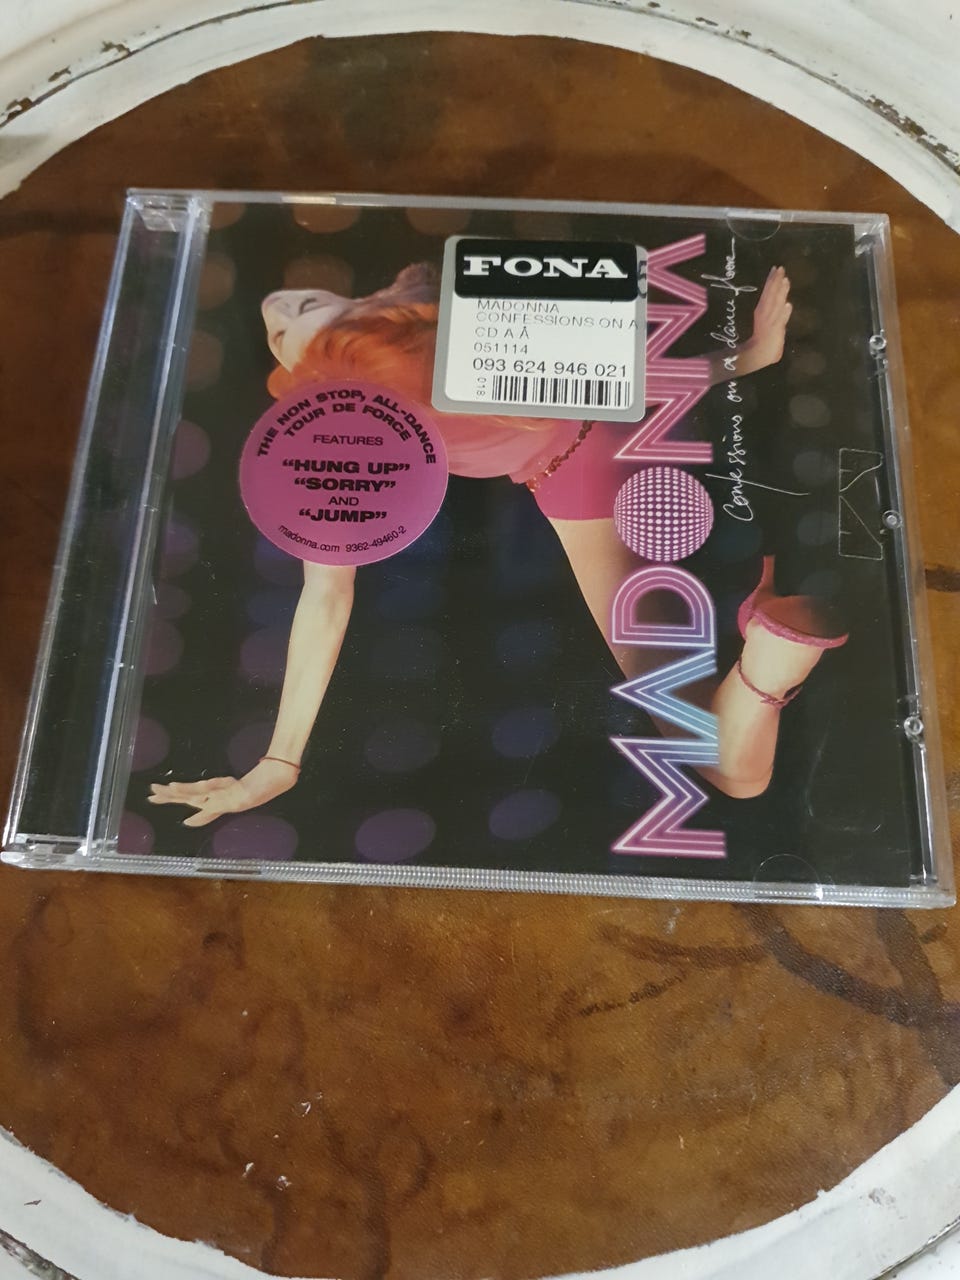 FONA
MADONNA
CONFESSIONS ON A
CD A Å
051114
093 624 946 021
018
THE NON STOP, ALL-DANCE
TOUR DE FORCE
FEATURES
“HUNG UP”
“SORRY”
AND
“JUMP”
madonna.com 9362-49460-2
MADONNA
Confessions on a dance floor